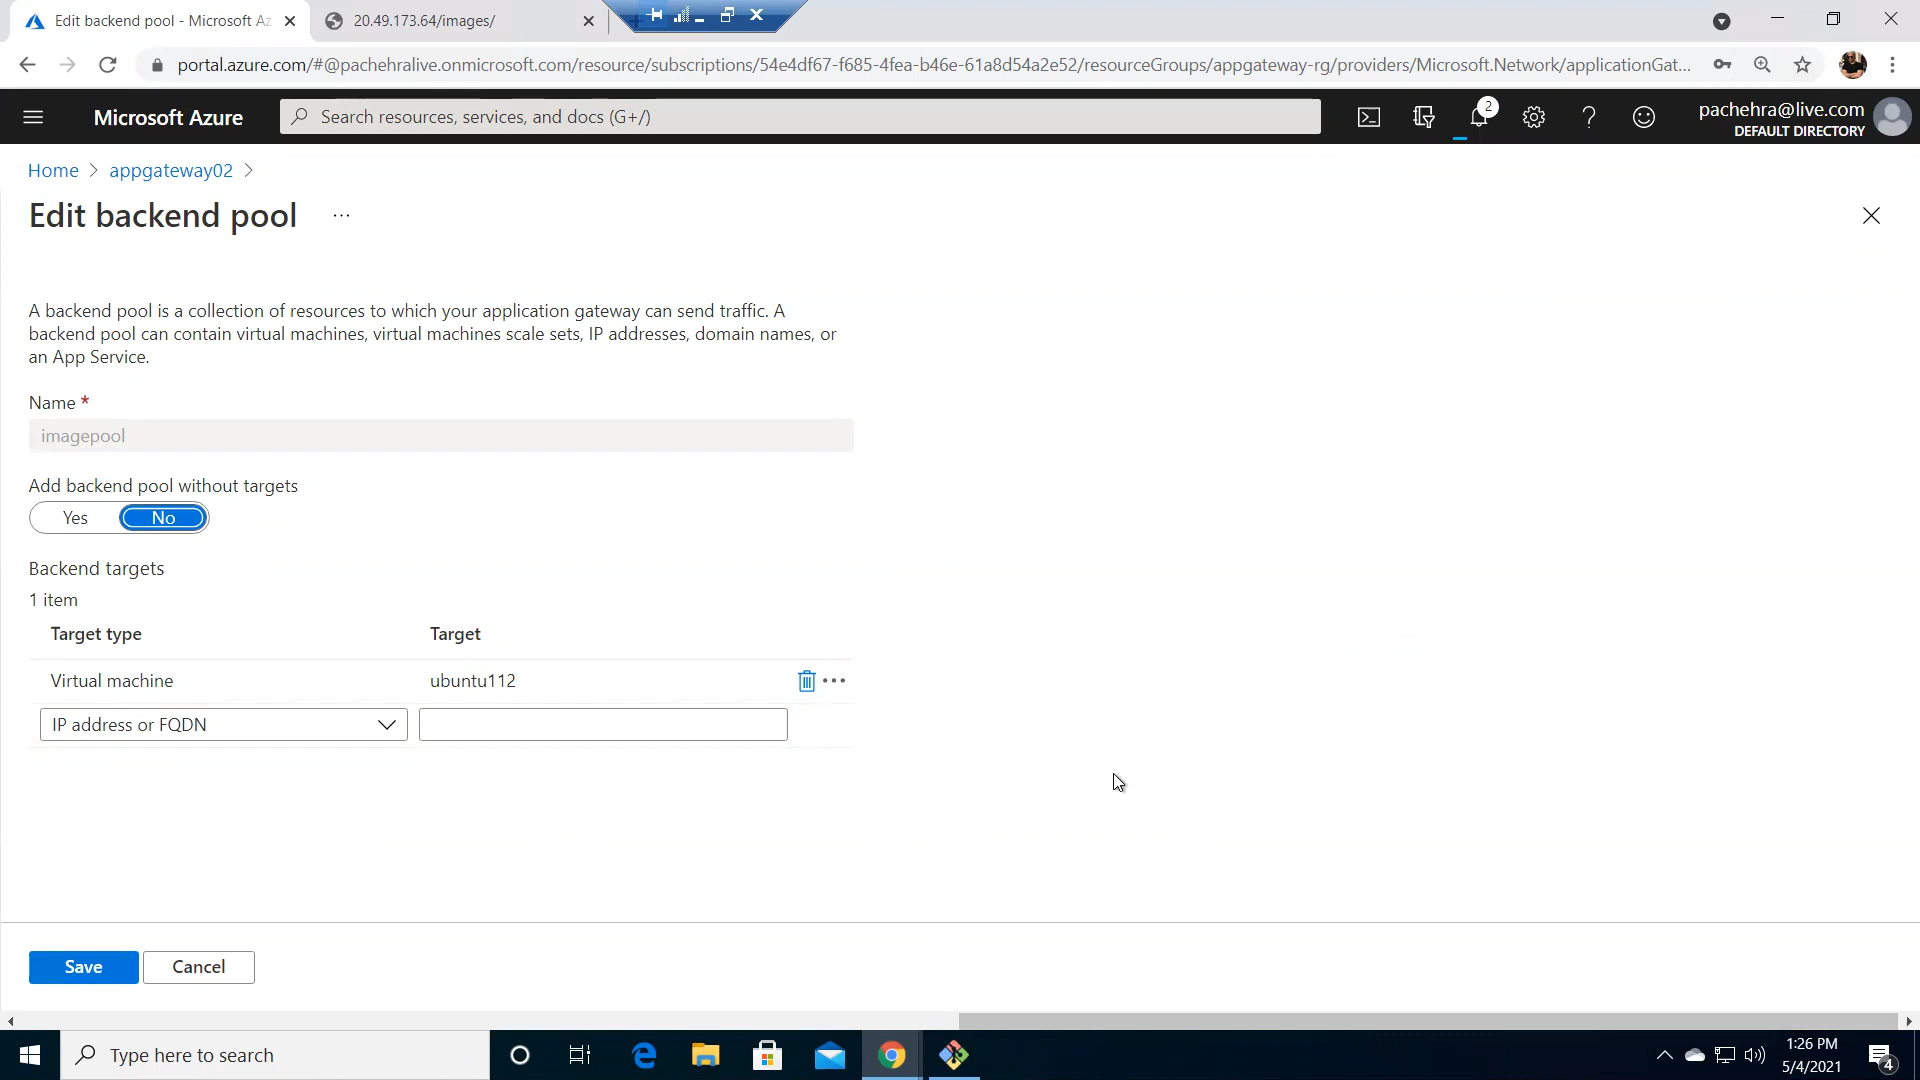 Edit backend pool - Microsoft Az
20.49.173.64/images/
portal.azure.com/#@pachehralive.onmicrosoft.com/resource/subscriptions/54e4df67-f685-4fea-b46e-61a8d54a2e52/resourceGroups/appgateway-rg/providers/Microsoft.Network/applicationGat...
Microsoft Azure
Search resources, services, and docs (G+/)
2
pachehra@live.com
DEFAULT DIRECTORY
Home > appgateway02 >
Edit backend pool ...
A backend pool is a collection of resources to which your application gateway can send traffic. A
backend pool can contain virtual machines, virtual machines scale sets, IP addresses, domain names, or
an App Service.
Name *
imagepool
Add backend pool without targets
Yes No
Backend targets
1 item
Target type Target
Virtual machine ubuntu112
IP address or FQDN
Save Cancel
Type here to search
1:26 PM
5/4/2021
4